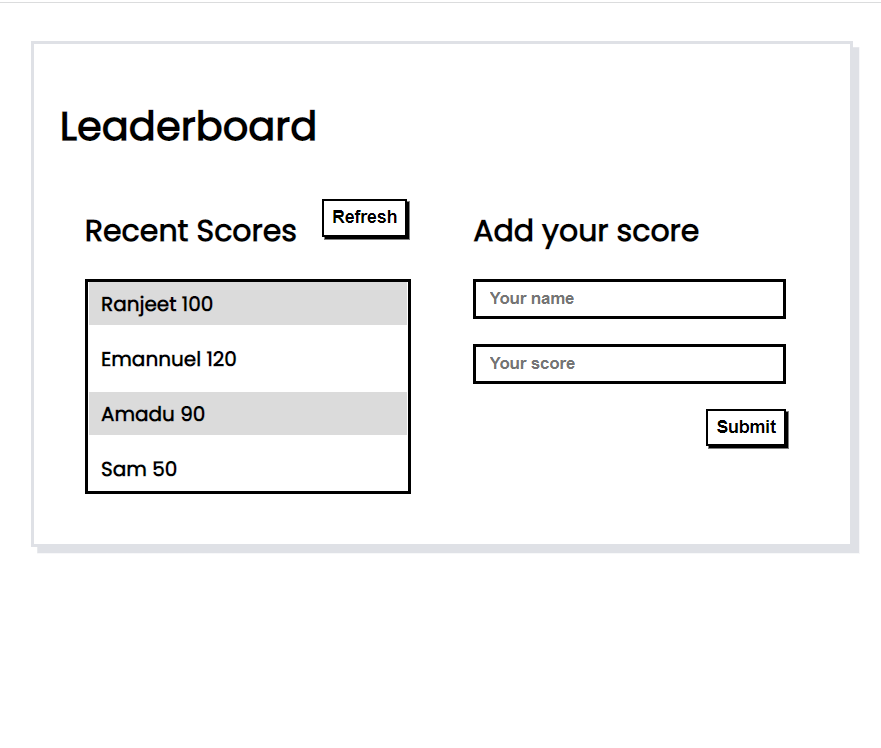 Leaderboard
Recent Scores
Refresh
Ranjeet 100
Emannuel 120
Amadu 90
Sam 50
Add your score
Your name
Your score
Submit